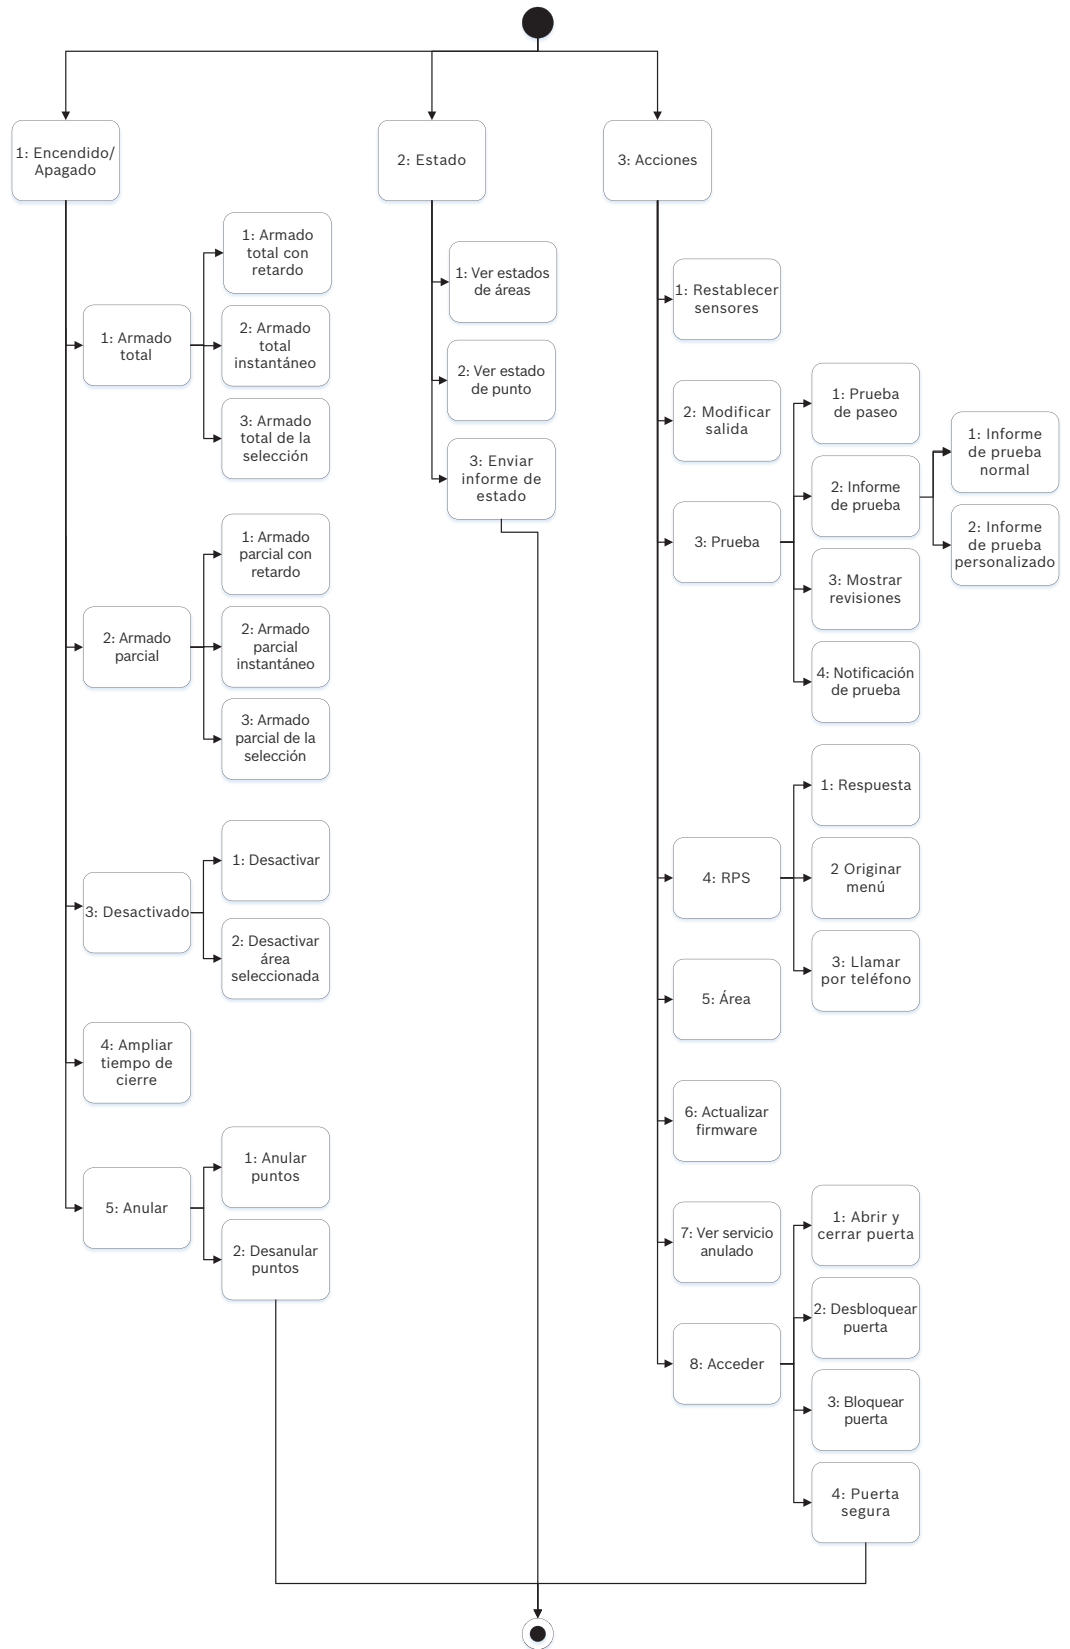 1: Encendido/
Apagado
2: Estado
3: Acciones
1: Armado
total
1: Armado
total con
retardo
2: Armado
total
instantáneo
3: Armado
total de la
selección
2: Armado
parcial
1: Armado
parcial con
retardo
2: Armado
parcial
instantáneo
3: Armado
parcial de la
selección
3: Desactivado
1: Desactivar
2: Desactivar
área
seleccionada
4: Ampliar
tiempo de
cierre
5: Anular
1: Anular
puntos
2: Desanular
puntos
1: Ver estados
de áreas
2: Ver estado
de punto
3: Enviar
informe de
estado
1: Restablecer
sensores
2: Modificar
salida
3: Prueba
1: Prueba
de paseo
2: Informe
de prueba
1: Informe
de prueba
normal
2: Informe
de prueba
personalizado
3: Mostrar
revisiones
4: Notificación
de prueba
4: RPS
1: Respuesta
2 Originar
menú
3: Llamar
por teléfono
5: Área
6: Actualizar
firmware
7: Ver servicio
anulado
8: Acceder
1: Abrir y
cerrar puerta
2: Desbloquear
puerta
3: Bloquear
puerta
4: Puerta
segura